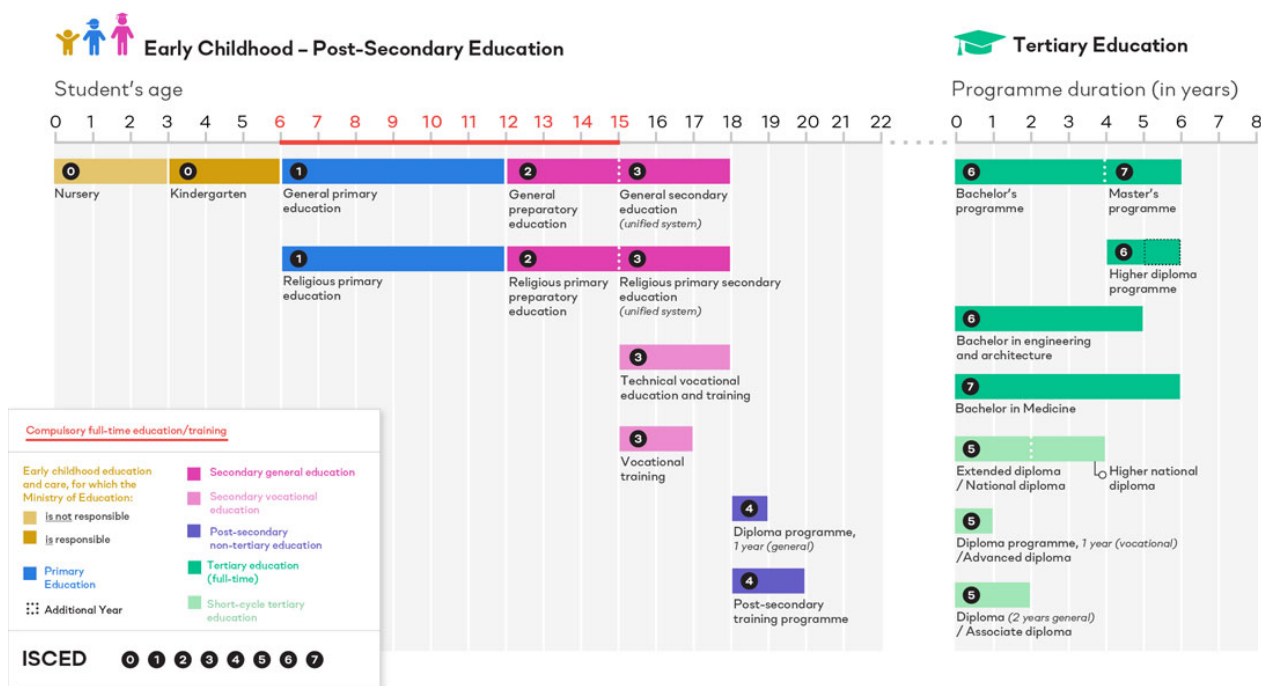 Early Childhood – Post-Secondary Education
Student's age
0 1 2 3 4 5 6 7 8 9 10 11 12 13 14 15 16 17 18 19 20 21 22
0
Nursery
0
Kindergarten
1
General primary
education
2
General
preparatory
education
3
General secondary
education
(unified system)
1
Religious primary
education
2
Religious primary
preparatory
education
3
Religious primary secondary
education
(unified system)
3
Technical vocational
education and training
3
Vocational
training
4
Diploma programme,
1 year (general)
4
Post-secondary
training programme
Tertiary Education
Programme duration (in years)
0 1 2 3 4 5 6 7 8
6
Bachelor's
programme
7
Master's
programme
6
Higher diploma
programme
6
Bachelor in engineering
and architecture
7
Bachelor in Medicine
5
Extended diploma
/ National diploma
Higher national
diploma
5
Diploma programme, 1 year (vocational)
/Advanced diploma
5
Diploma (2 years general)
/ Associate diploma
Compulsory full-time education/training
Early childhood education
and care, for which the
Ministry of Education:
is not responsible
is responsible
Primary
Education
Additional Year
Secondary general education
Secondary vocational
education
Post-secondary
non-tertiary education
Tertiary education
(full-time)
Short-cycle tertiary
education
ISCED 0 1 2 3 4 5 6 7